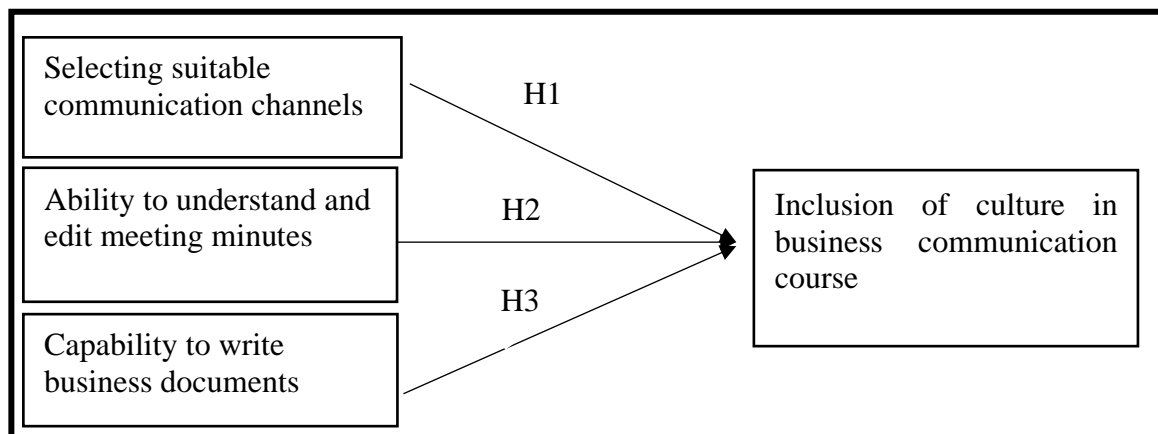 Selecting suitable
communication channels
H1
Ability to understand and
edit meeting minutes
H2
Inclusion of culture in
business communication
course
H3
Capability to write
business documents